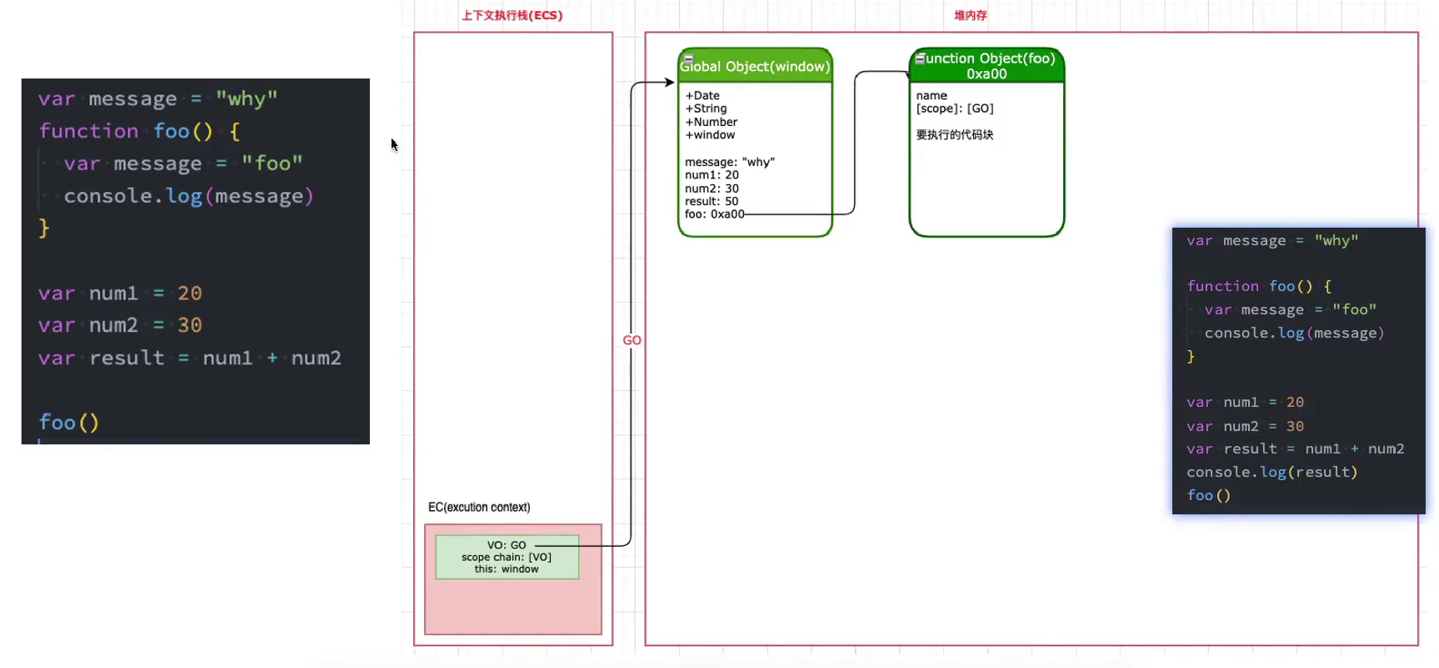 上下文执行栈(ECS)
堆内存
var message = "why"
function foo() {
var message = "foo"
console.log(message)
}
var num1 = 20
var num2 = 30
var result = num1 + num2
foo()
EC(excution context)
VO: GO
scope chain: [VO]
this: window
GO
Global Object(window)
+Date
+String
+Number
+window
message: "why"
num1: 20
num2: 30
result: 50
foo: 0xa00
unction Object(foo)
0xa00
name
[scope]: [GO]
要执行的代码块
var message = "why"
function foo() {
var message = "foo"
console.log(message)
}
var num1 = 20
var num2 = 30
var result = num1 + num2
console.log(result)
foo()